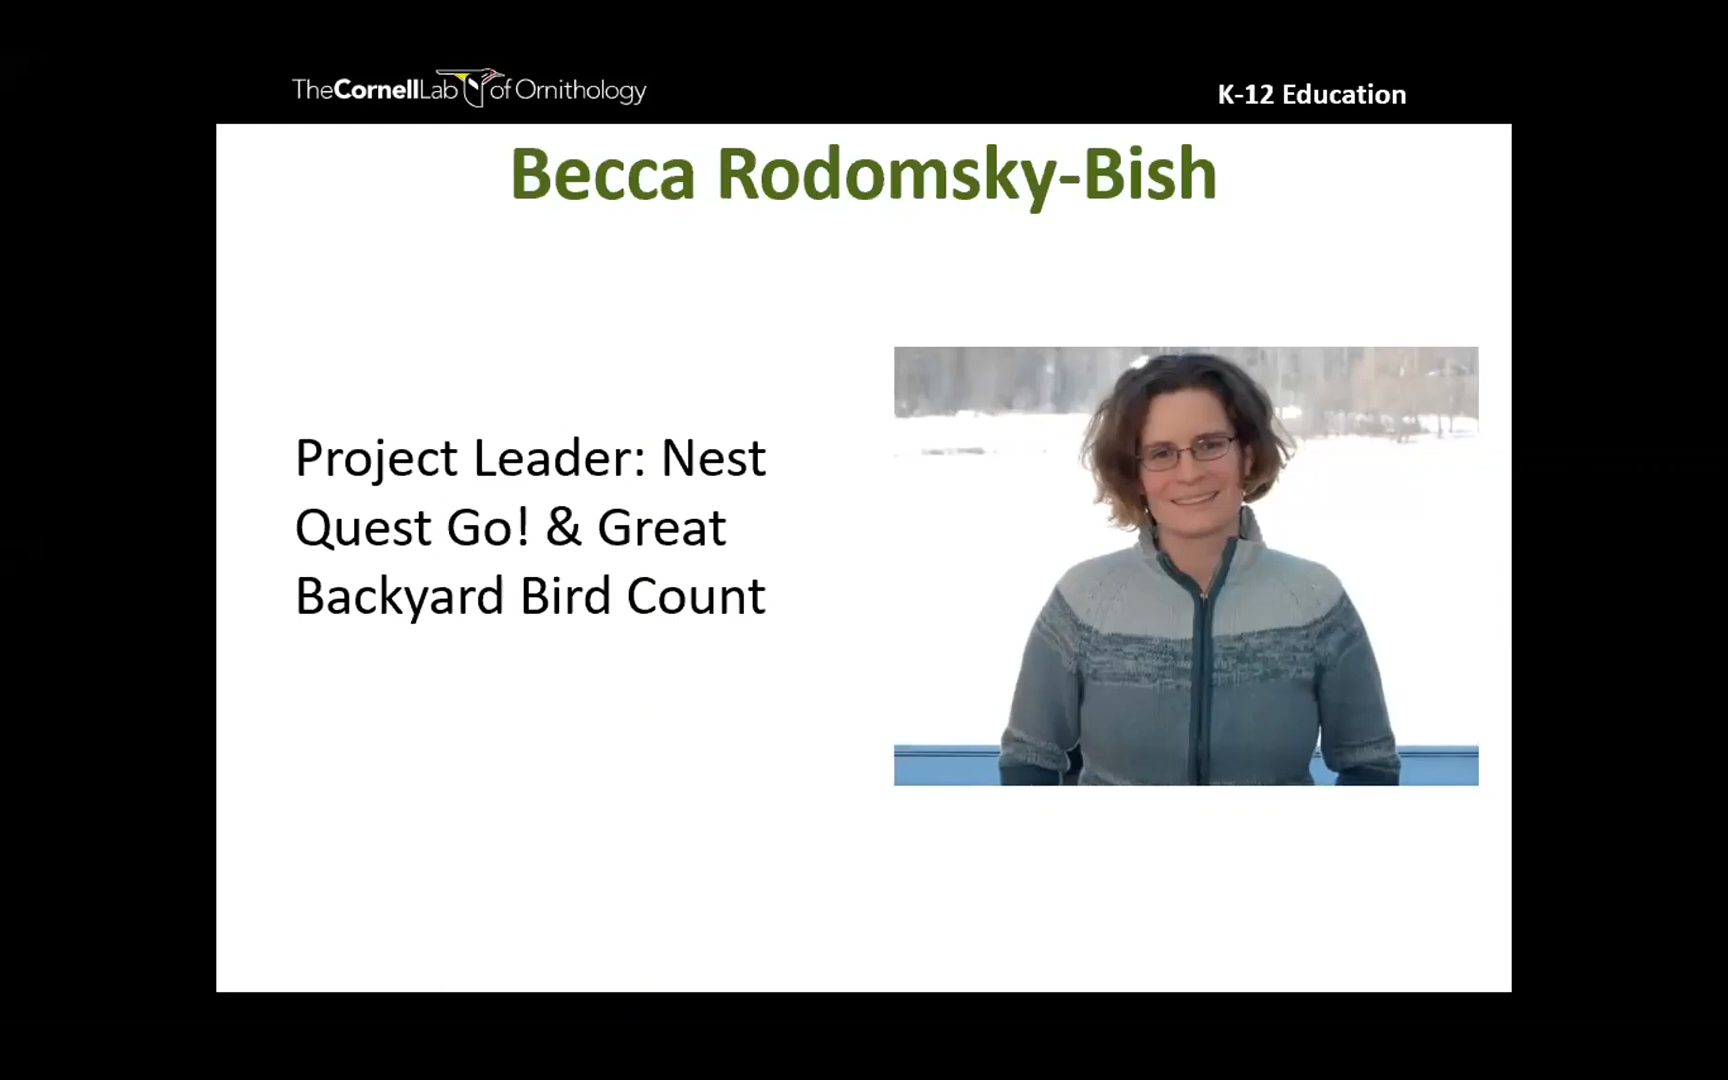 TheCornellLab of Ornithology
K-12 Education
Becca Rodomsky-Bish
Project Leader: Nest
Quest Go! & Great
Backyard Bird Count